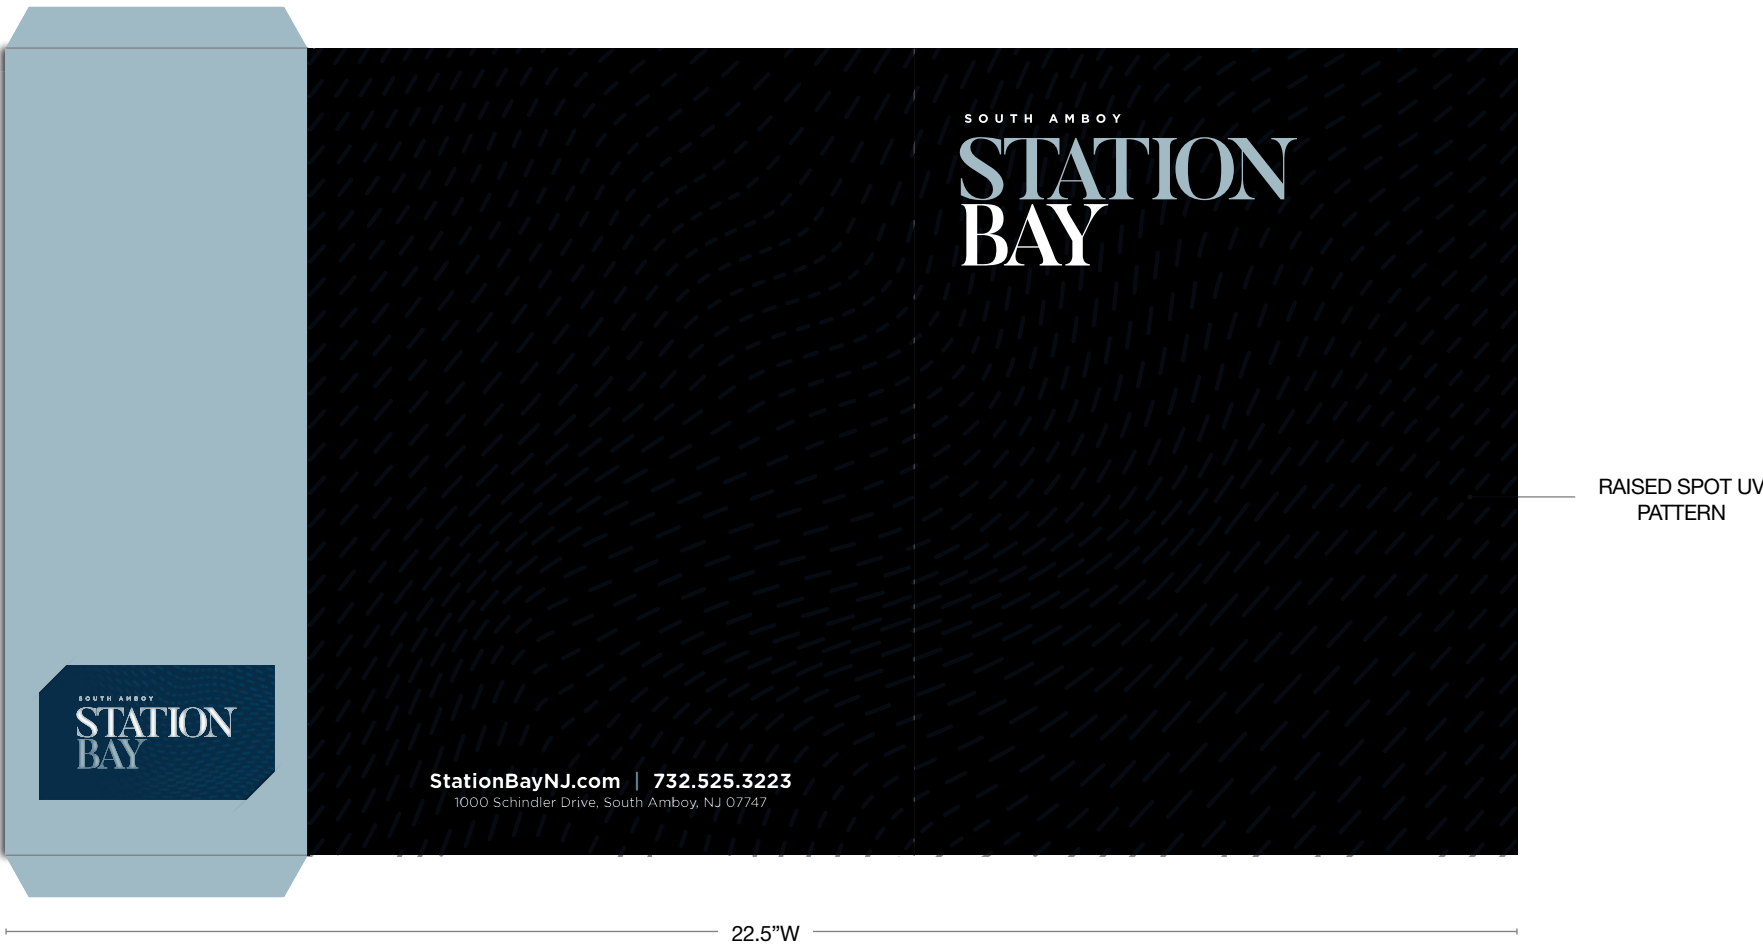 SOUTH AMBOY
STATION
BAY
RAISED SPOT UV
PATTERN
SOUTH AMBOY
STATION
BAY
StationBayNJ.com | 732.525.3223
1000 Schindler Drive, South Amboy, NJ 07747
22.5”W